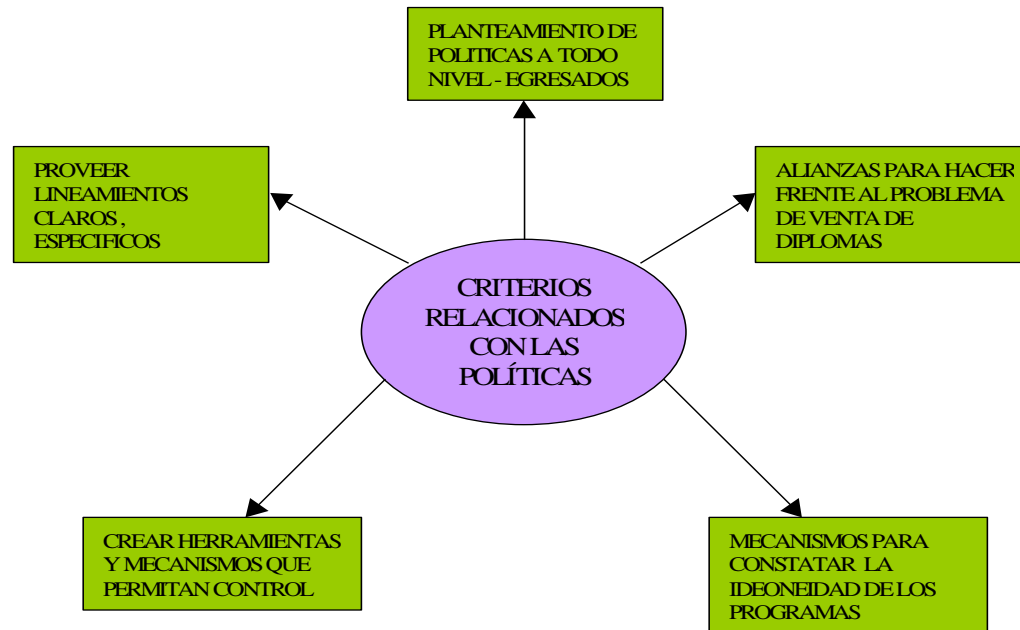 PLANTEAMIENTO DE
POLITICAS A TODO
NIVEL - EGRESADOS
PROVEER
LINEAMIENTOS
CLAROS ,
ESPECIFICOS
ALIANZAS PARA HACER
FRENTE AL PROBLEMA
DE VENTA DE
DIPLOMAS
CRITERIOS
RELACIONADOS
CON LAS
POLÍTICAS
CREAR HERRAMIENTAS
Y MECANISMOS QUE
PERMITAN CONTROL
MECANISMOS PARA
CONSTATAR LA
IDEONEIDAD DE LOS
PROGRAMAS